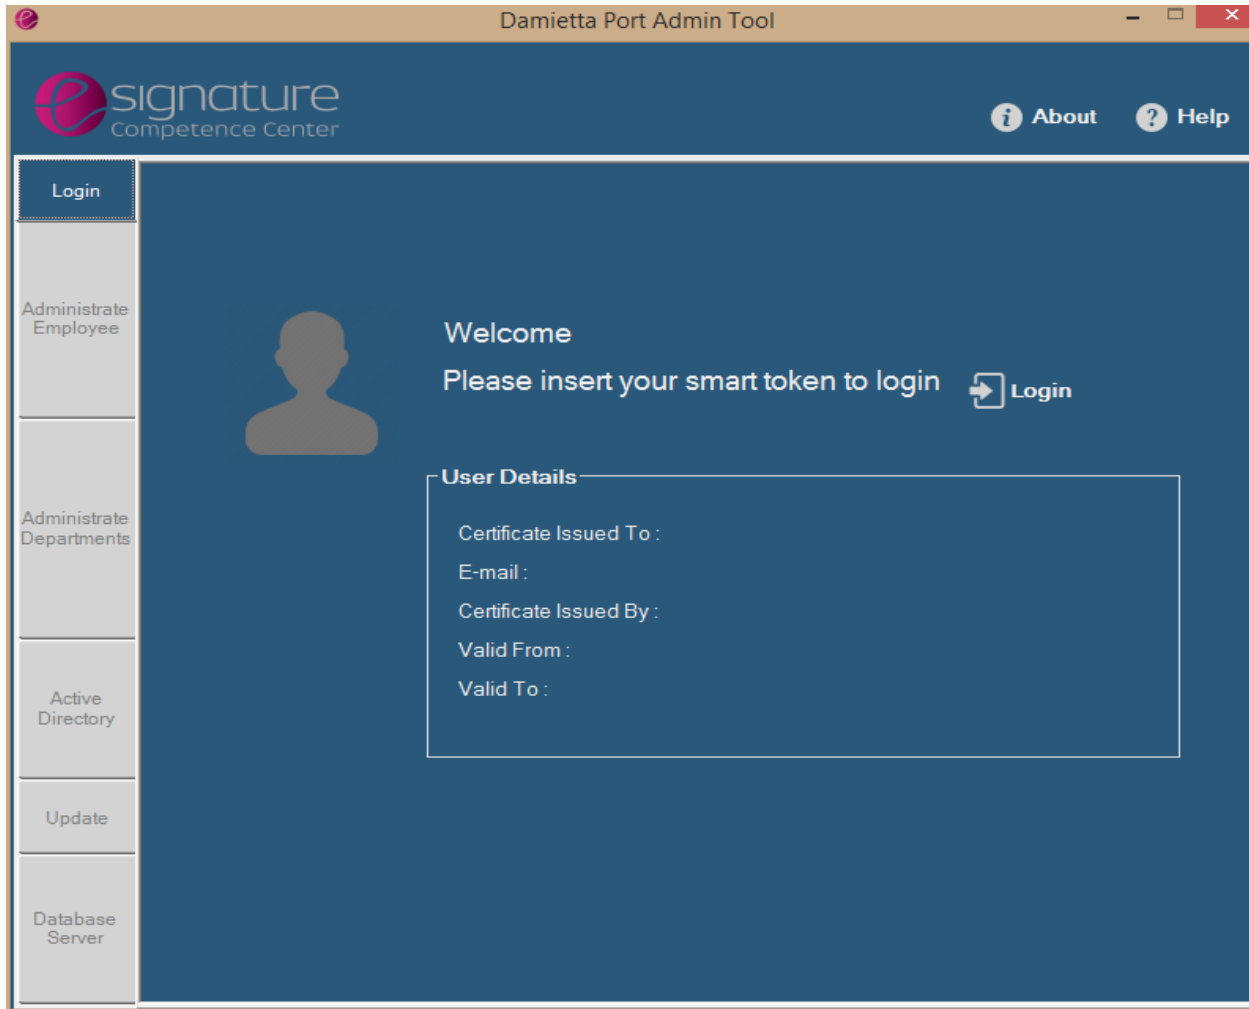 Damietta Port Admin Tool
e signature
Competence Center
About
Help
Login
Administrate
Employee
Administrate
Departments
Active
Directory
Update
Database
Server
Welcome
Please insert your smart token to login
Login
User Details
Certificate Issued To :
E-mail :
Certificate Issued By :
Valid From :
Valid To :